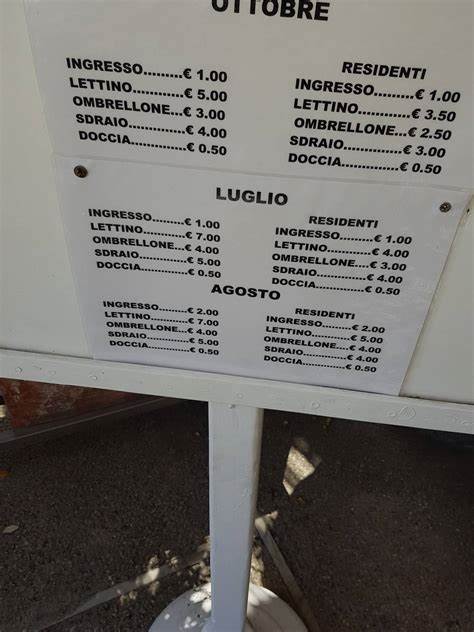 OTTOBRE
INGRESSO.........€ 1.00
LETTINO...........€ 5.00
OMBRELLONE...€ 3.00
SDRAIO............€ 4.00
DOCCIA............€ 0.50
RESIDENTI
INGRESSO.........€ 1.00
LETTINO...........€ 3.50
OMBRELLONE...€ 2.50
SDRAIO............€ 3.00
DOCCIA............€ 0.50
LUGLIO
INGRESSO.........€ 1.00
LETTINO...........€ 7.00
OMBRELLONE...€ 4.00
SDRAIO............€ 5.00
DOCCIA............€ 0.50
RESIDENTI
INGRESSO.........€ 1.00
LETTINO...........€ 4.00
OMBRELLONE...€ 3.00
SDRAIO............€ 4.00
DOCCIA............€ 0.50
AGOSTO
INGRESSO.........€ 2.00
LETTINO...........€ 7.00
OMBRELLONE...€ 4.00
SDRAIO............€ 5.00
DOCCIA............€ 0.50
RESIDENTI
INGRESSO.........€ 2.00
LETTINO...........€ 5.00
OMBRELLONE...€ 4.00
SDRAIO............€ 4.00
DOCCIA............€ 0.50